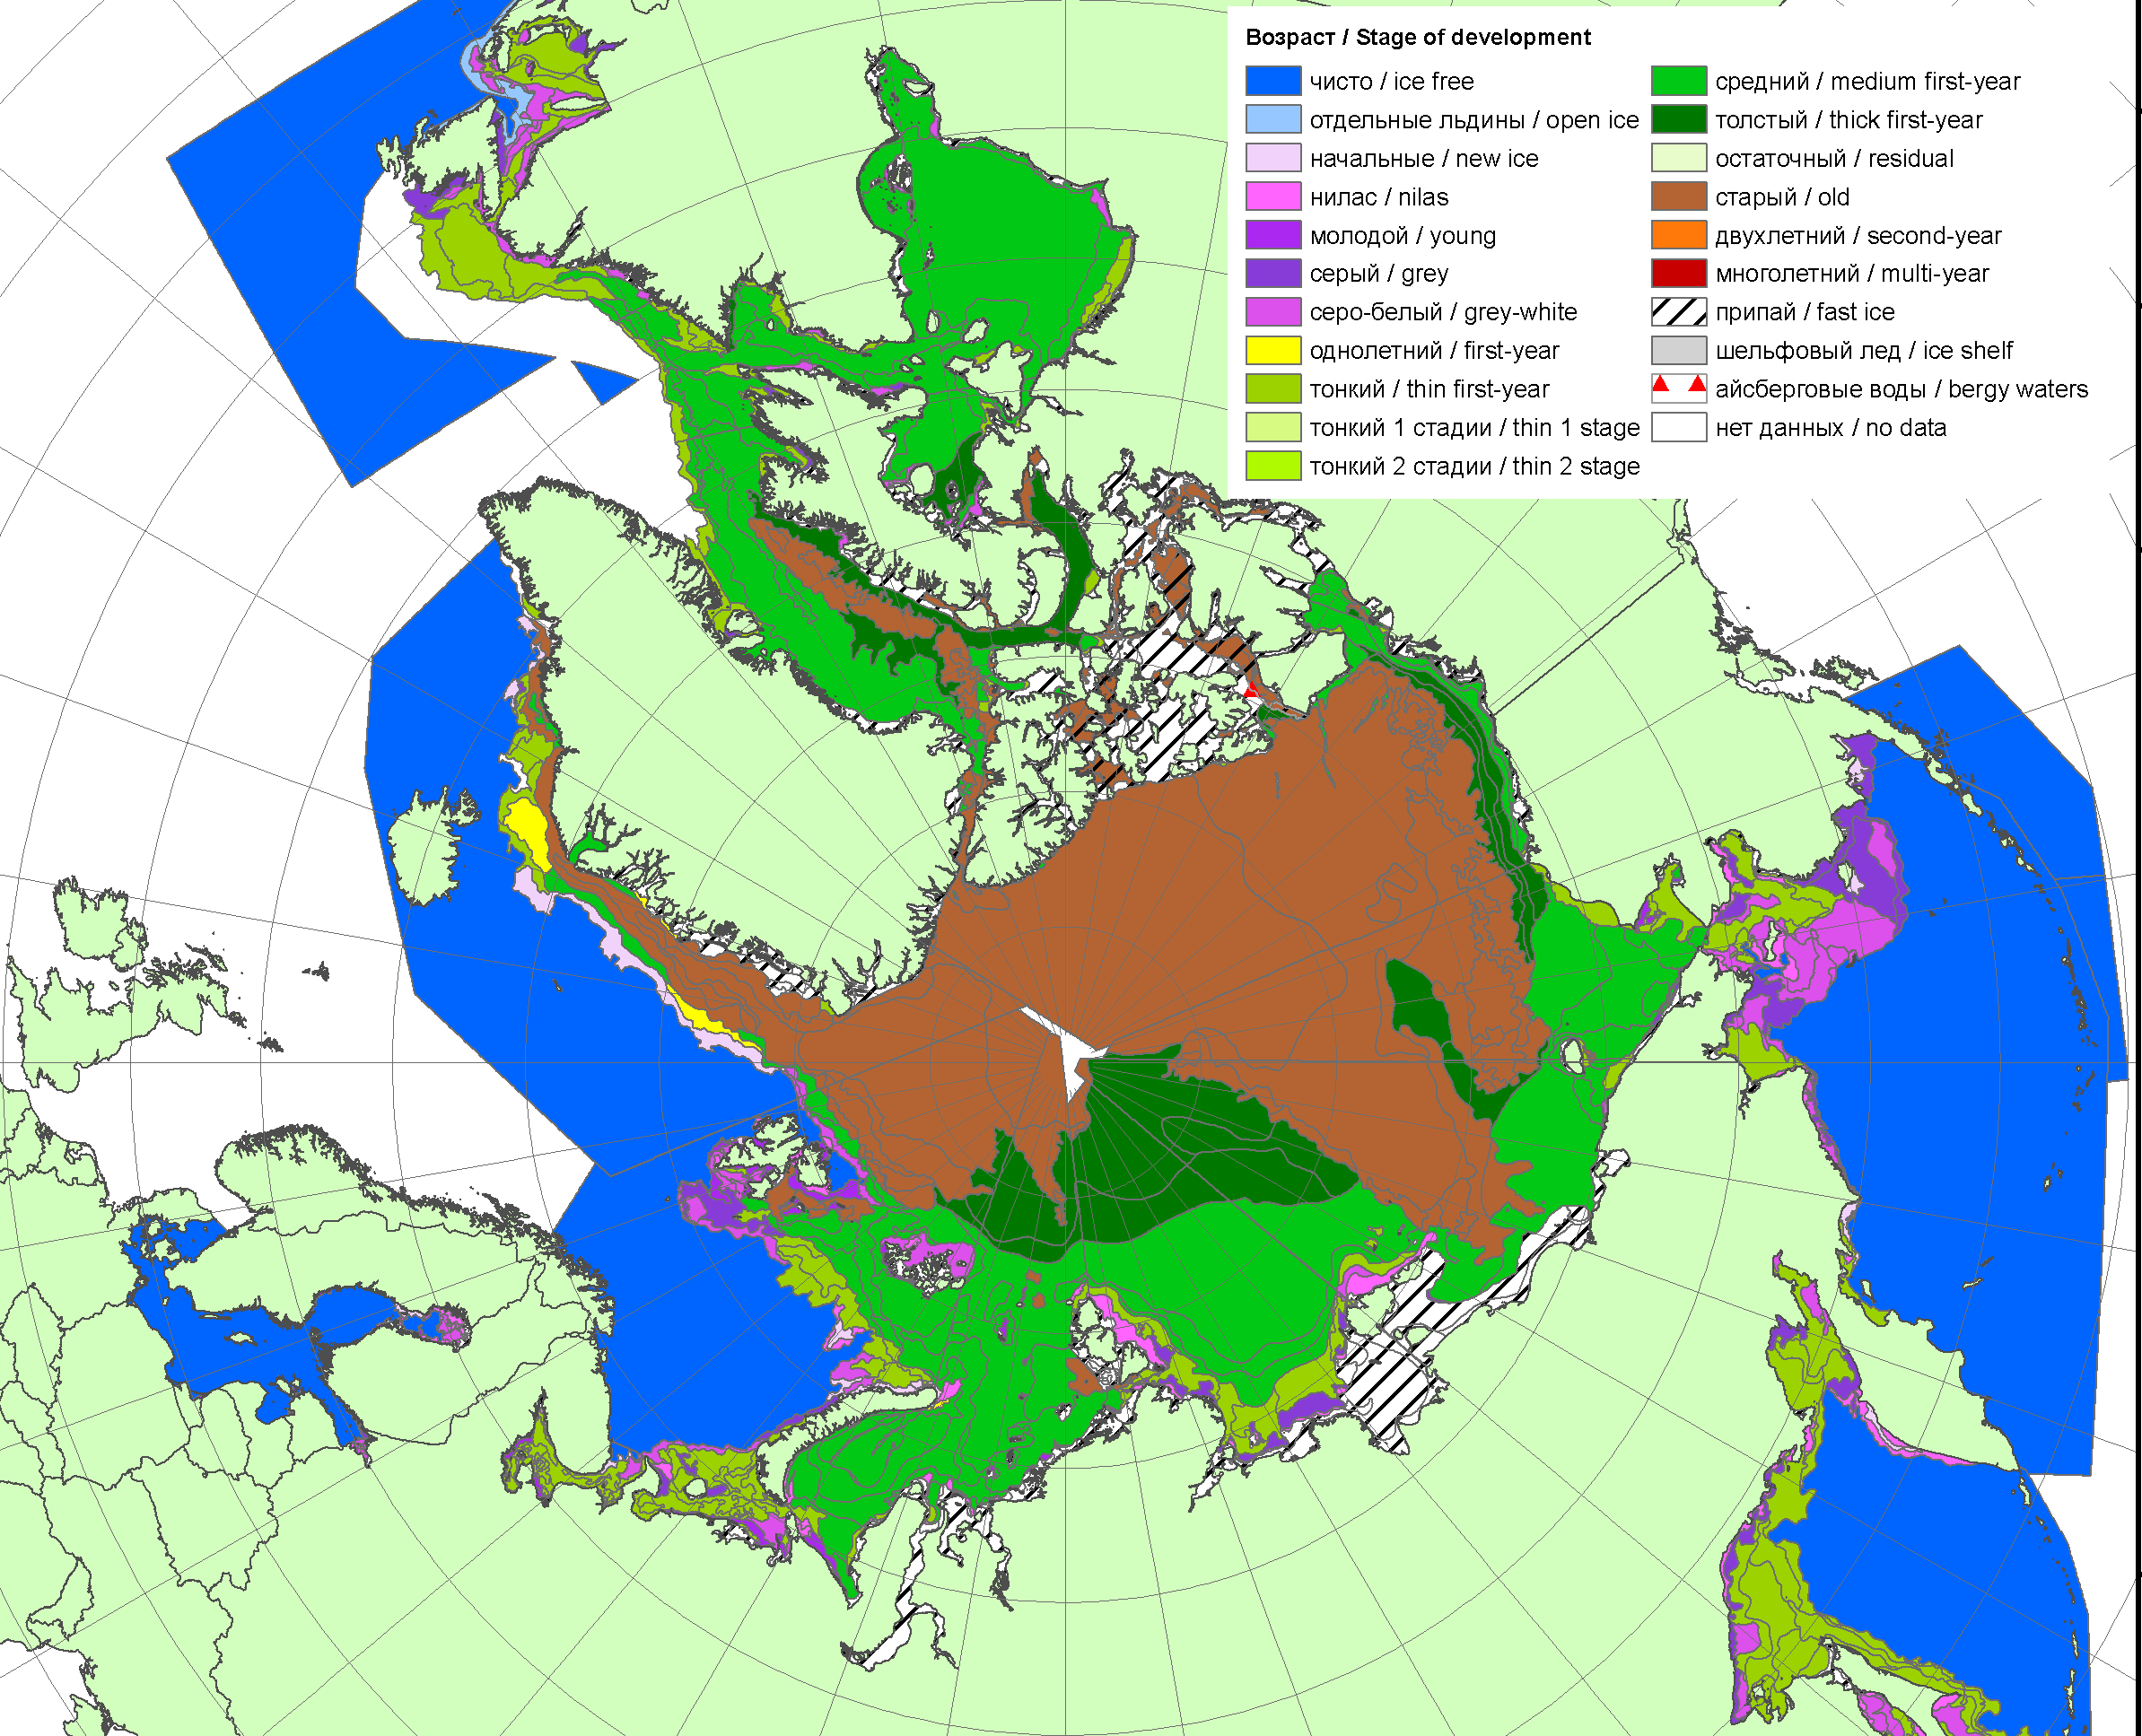 Возраст / Stage of development
чисто / ice free
отдельные льдины / open ice
начальные / new ice
нилас / nilas
молодой / young
серый / grey
серо-белый / grey-white
однолетний / first-year
тонкий / thin first-year
тонкий 1 стадии / thin 1 stage
тонкий 2 стадии / thin 2 stage
средний / medium first-year
толстый / thick first-year
остаточный / residual
старый / old
двухлетний / second-year
многолетний / multi-year
припай / fast ice
шельфовый лед / ice shelf
айсберговые воды / bergy waters
нет данных / no data